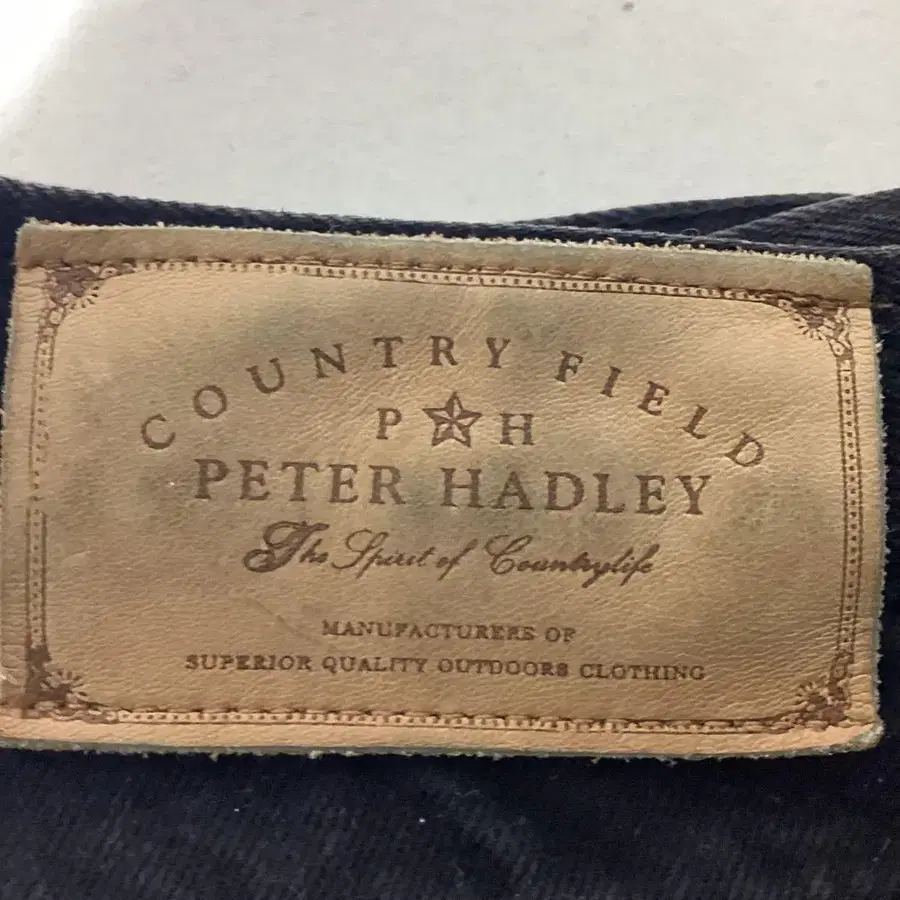 COUNTRY FIELD
P H
PETER HADLEY
The Spirit of Countrylife
MANUFACTURERS OF
SUPERIOR QUALITY OUTDOORS CLOTHING